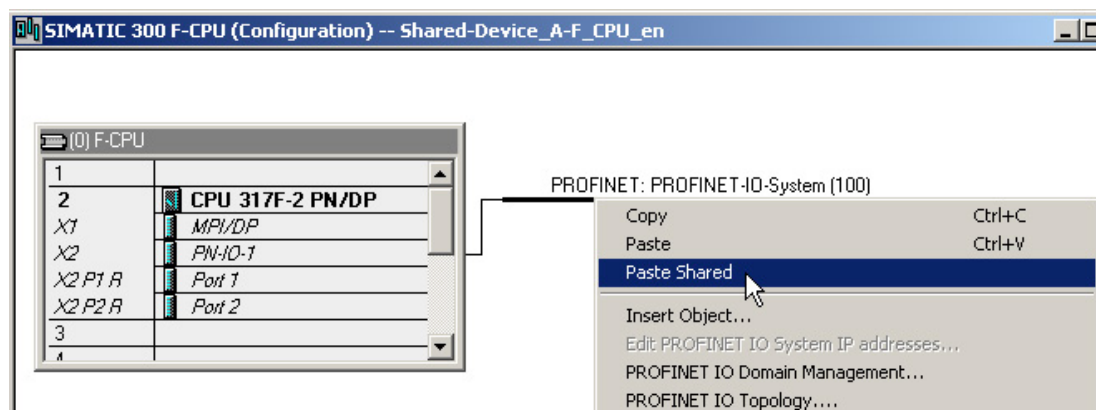 SIMATIC 300 F-CPU (Configuration) -- Shared-Device_A-F_CPU_en
(0) F-CPU
1
2 CPU 317F-2 PN/DP
X1 MPI/DP
X2 PN-IO-1
X2 P1 R Port 1
X2 P2 R Port 2
3
4
PROFINET: PROFINET-IO-System (100)
Copy Ctrl+C
Paste Ctrl+V
Paste Shared
Insert Object...
Edit PROFINET IO System IP addresses...
PROFINET IO Domain Management...
PROFINET IO Topology....